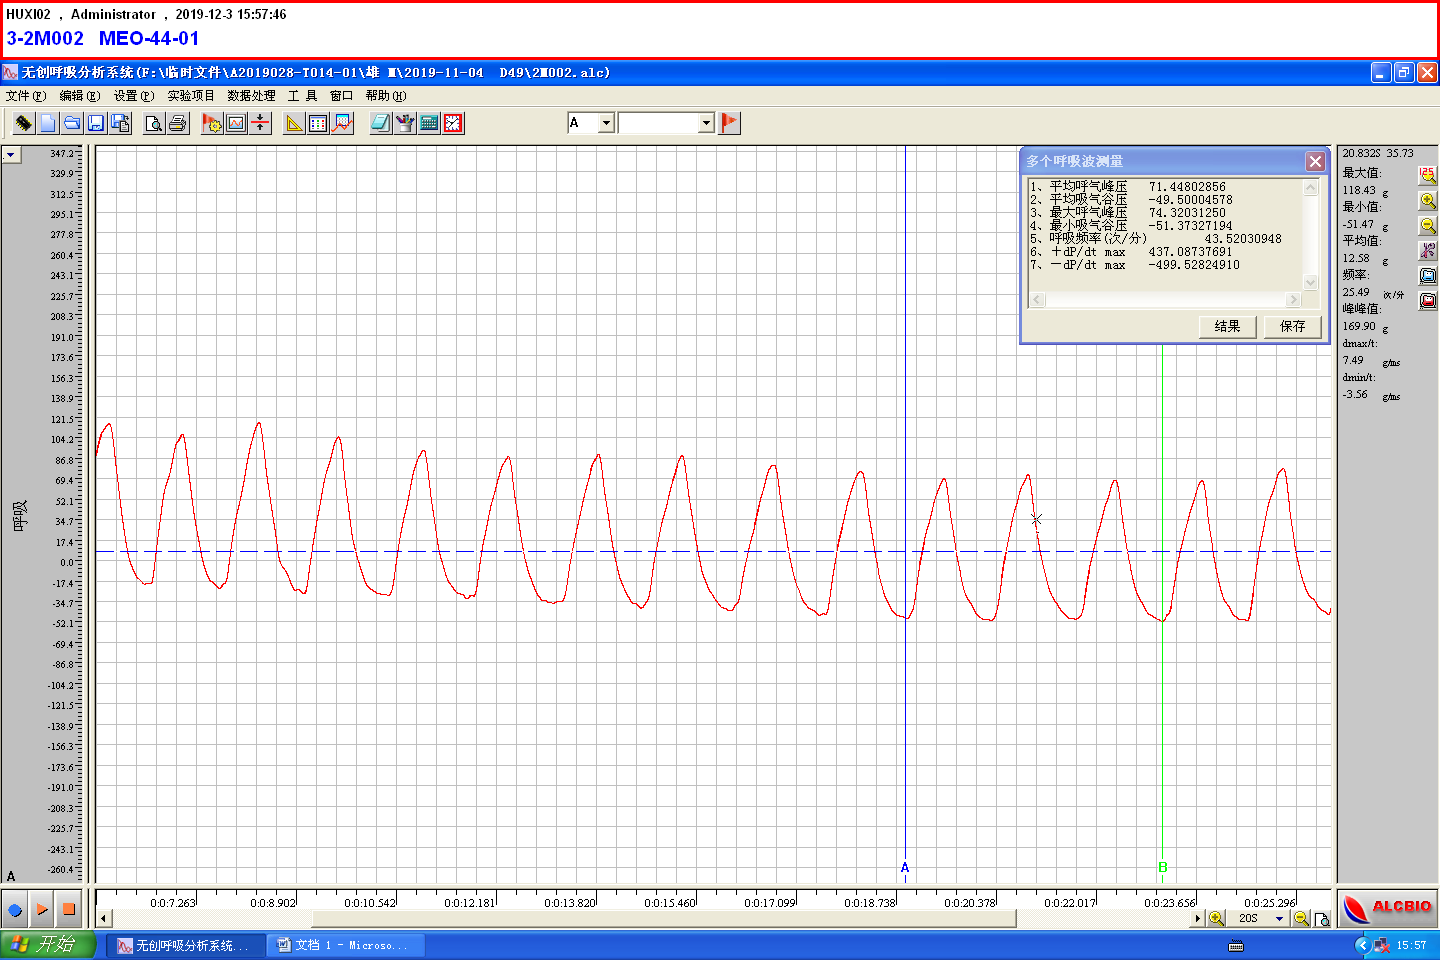 HUXI02 , Administrator , 2019-12-3 15:57:46
3-2M002 MEO-44-01
无创呼吸分析系统(F:\临时文件\A2019028-T014-01\雄 M\2019-11-04 D49\2M002.alc)
文件(F) 编辑(E) 设置(P) 实验项目 数据处理 工 具 窗口 帮助(H)
A
347.2
329.9
312.5
295.1
277.8
260.4
243.1
225.7
208.3
191.0
173.6
156.3
138.9
121.5
104.2
86.8
69.4
52.1
34.7
17.4
0.0
-17.4
-34.7
-52.1
-69.4
-86.8
-104.2
-121.5
-138.9
-156.3
-173.6
-191.0
-208.3
-225.7
-243.1
-260.4
呼吸
A
多个呼吸波测量
1、平均呼气峰压 71.44802856
2、平均吸气谷压 -49.50004578
3、最大呼气峰压 74.32031250
4、最小吸气谷压 -51.37327194
5、呼吸频率(次/分) 43.52030948
6、＋dP/dt max 437.08737691
7、－dP/dt max -499.52824910
结果 保存
20.832S 35.73
最大值:
118.43 g
最小值:
-51.47 g
平均值:
12.58 g
频率:
25.49 次/分
峰峰值:
169.90 g
dmax/t:
7.49 g/ms
dmin/t:
-3.56 g/ms
125
A B
0:0:7.263 0:0:8.902 0:0:10.542 0:0:12.181 0:0:13.820 0:0:15.460 0:0:17.099 0:0:18.738 0:0:20.378 0:0:22.017 0:0:23.656 0:0:25.296
20S
ALCBIO
开始 无创呼吸分析系统... 文档 1 - Microso... 15:57